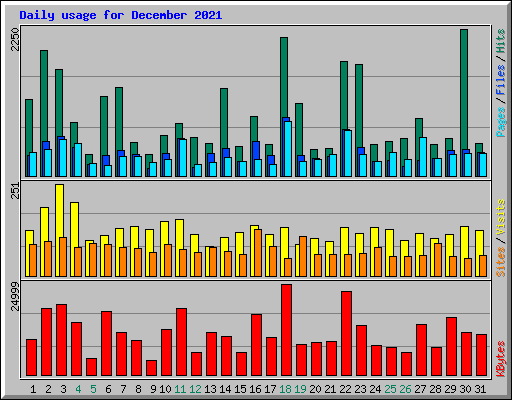 Daily usage for December 2021
2250
Pages / Files / Hits
251
Sites / Visits
24999
KBytes
1 2 3 4 5 6 7 8 9 10 11 12 13 14 15 16 17 18 19 20 21 22 23 24 25 26 27 28 29 30 31